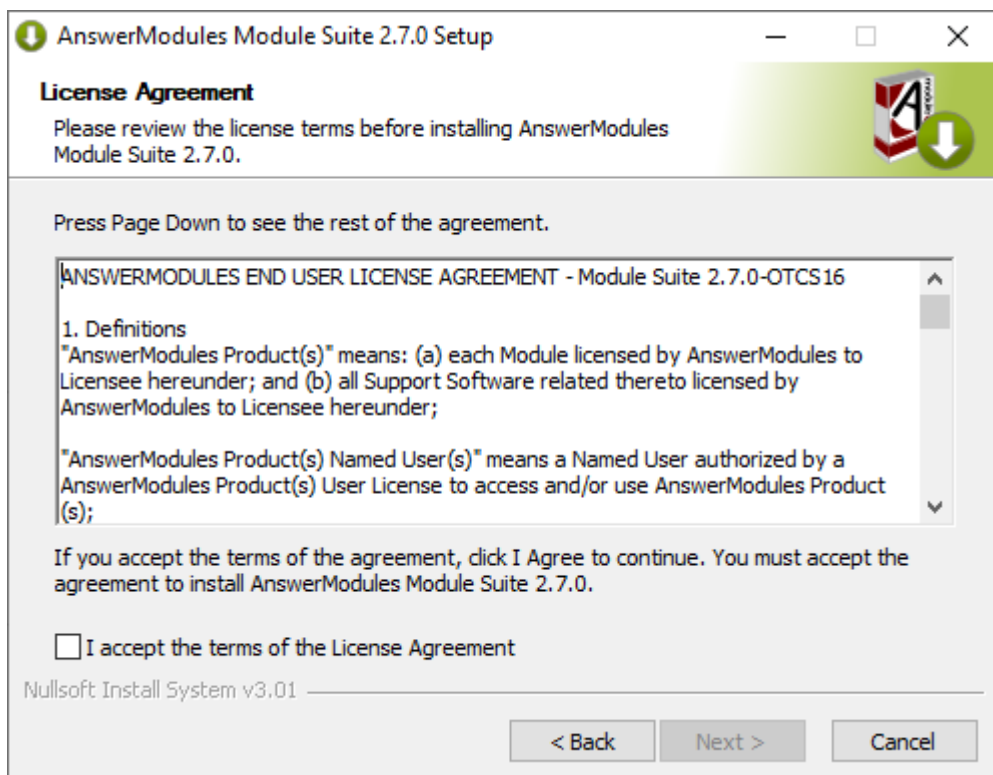 AnswerModules Module Suite 2.7.0 Setup
License Agreement
Please review the license terms before installing AnswerModules
Module Suite 2.7.0.
Press Page Down to see the rest of the agreement.
ANSWERMODULES END USER LICENSE AGREEMENT - Module Suite 2.7.0-OTCS16
1. Definitions
"AnswerModules Product(s)" means: (a) each Module licensed by AnswerModules to
Licensee hereunder; and (b) all Support Software related thereto licensed by
AnswerModules to Licensee hereunder;
"AnswerModules Product(s) Named User(s)" means a Named User authorized by a
AnswerModules Product(s) User License to access and/or use AnswerModules Product
(s);
If you accept the terms of the agreement, click I Agree to continue. You must accept the
agreement to install AnswerModules Module Suite 2.7.0.
I accept the terms of the License Agreement
Nullsoft Install System v3.01
< Back
Next >
Cancel